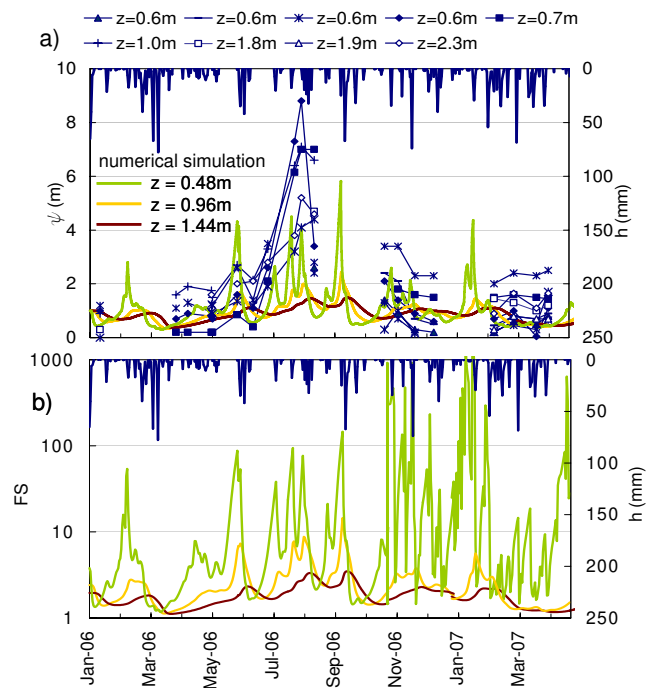 z=0.6m z=0.6m z=0.6m z=0.6m z=0.7m
z=1.0m z=1.8m z=1.9m z=2.3m
a)
10 0
8 50
6 100
4 150
2 200
0 250
ψ (m)
h (mm)
numerical simulation
z = 0.48m
z = 0.96m
z = 1.44m
b)
1000 0
50
100
100
10
150
200
1 250
FS
h (mm)
Jan-06 Mar-06 May-06 Jul-06 Sep-06 Nov-06 Jan-07 Mar-07